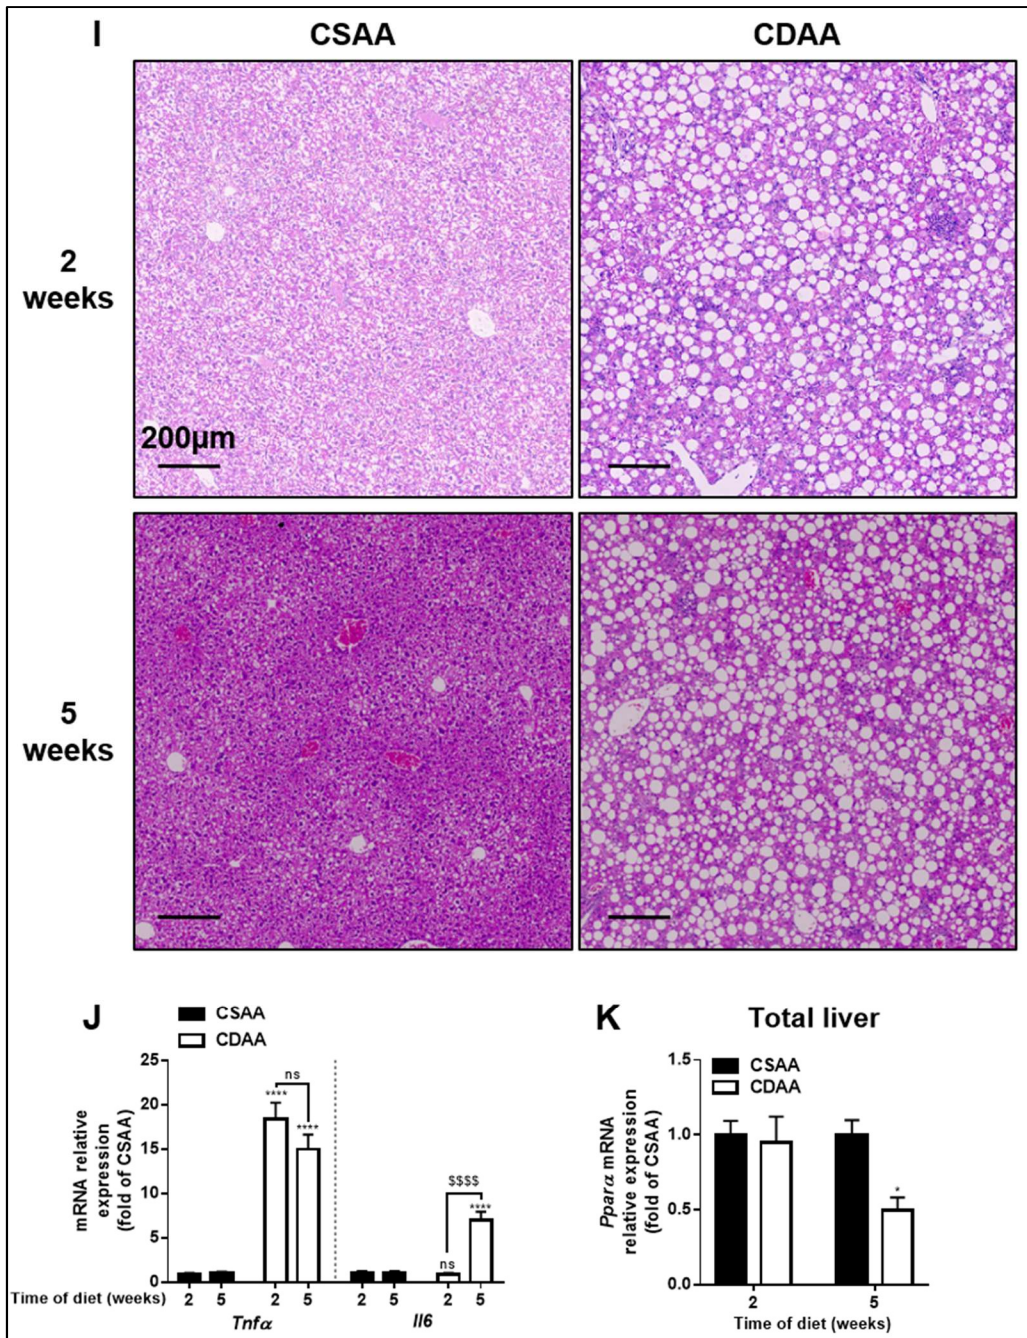 I
CSAA
CDAA
2
weeks
200µm
5
weeks
J
CSAA
CDAA
mRNA relative
expression
(fold of CSAA)
25
20
15
10
5
0
****
ns
****
ns
$$$$
****
Time of diet (weeks)
2 5 2 5 2 5 2 5
Tnfα Il6
K
Total liver
CSAA
CDAA
Pparα mRNA
relative expression
(fold of CSAA)
1.5
1.0
0.5
0.0
*
2 5
Time of diet (weeks)